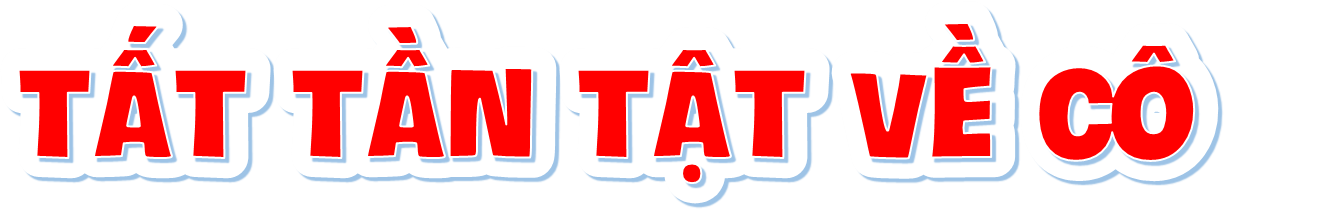 TẤT TẦN TẬT VỀ CÔ